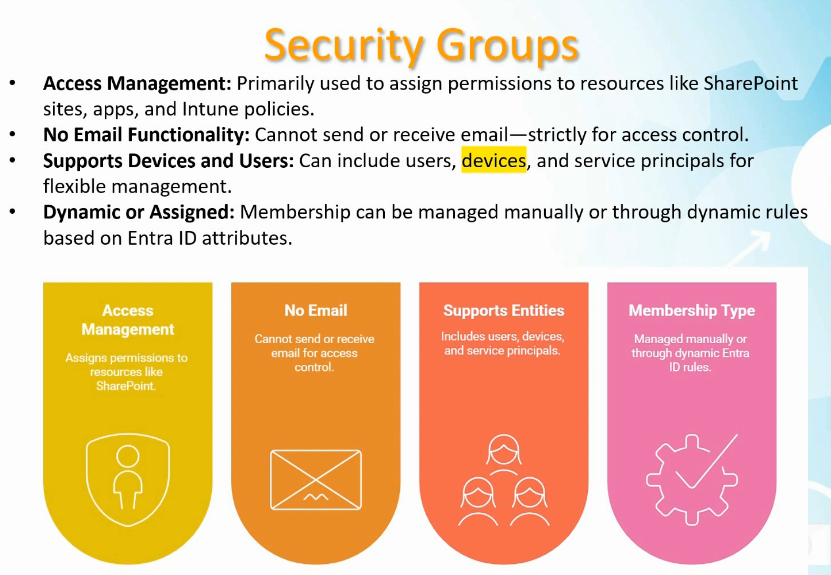 Security Groups
• Access Management: Primarily used to assign permissions to resources like SharePoint
sites, apps, and Intune policies.
• No Email Functionality: Cannot send or receive email—strictly for access control.
• Supports Devices and Users: Can include users, devices, and service principals for
flexible management.
• Dynamic or Assigned: Membership can be managed manually or through dynamic rules
based on Entra ID attributes.
Access
Management
Assigns permissions to
resources like
SharePoint.
No Email
Cannot send or receive
email for access
control.
Supports Entities
Includes users, devices,
and service principals.
Membership Type
Managed manually or
through dynamic Entra
ID rules.